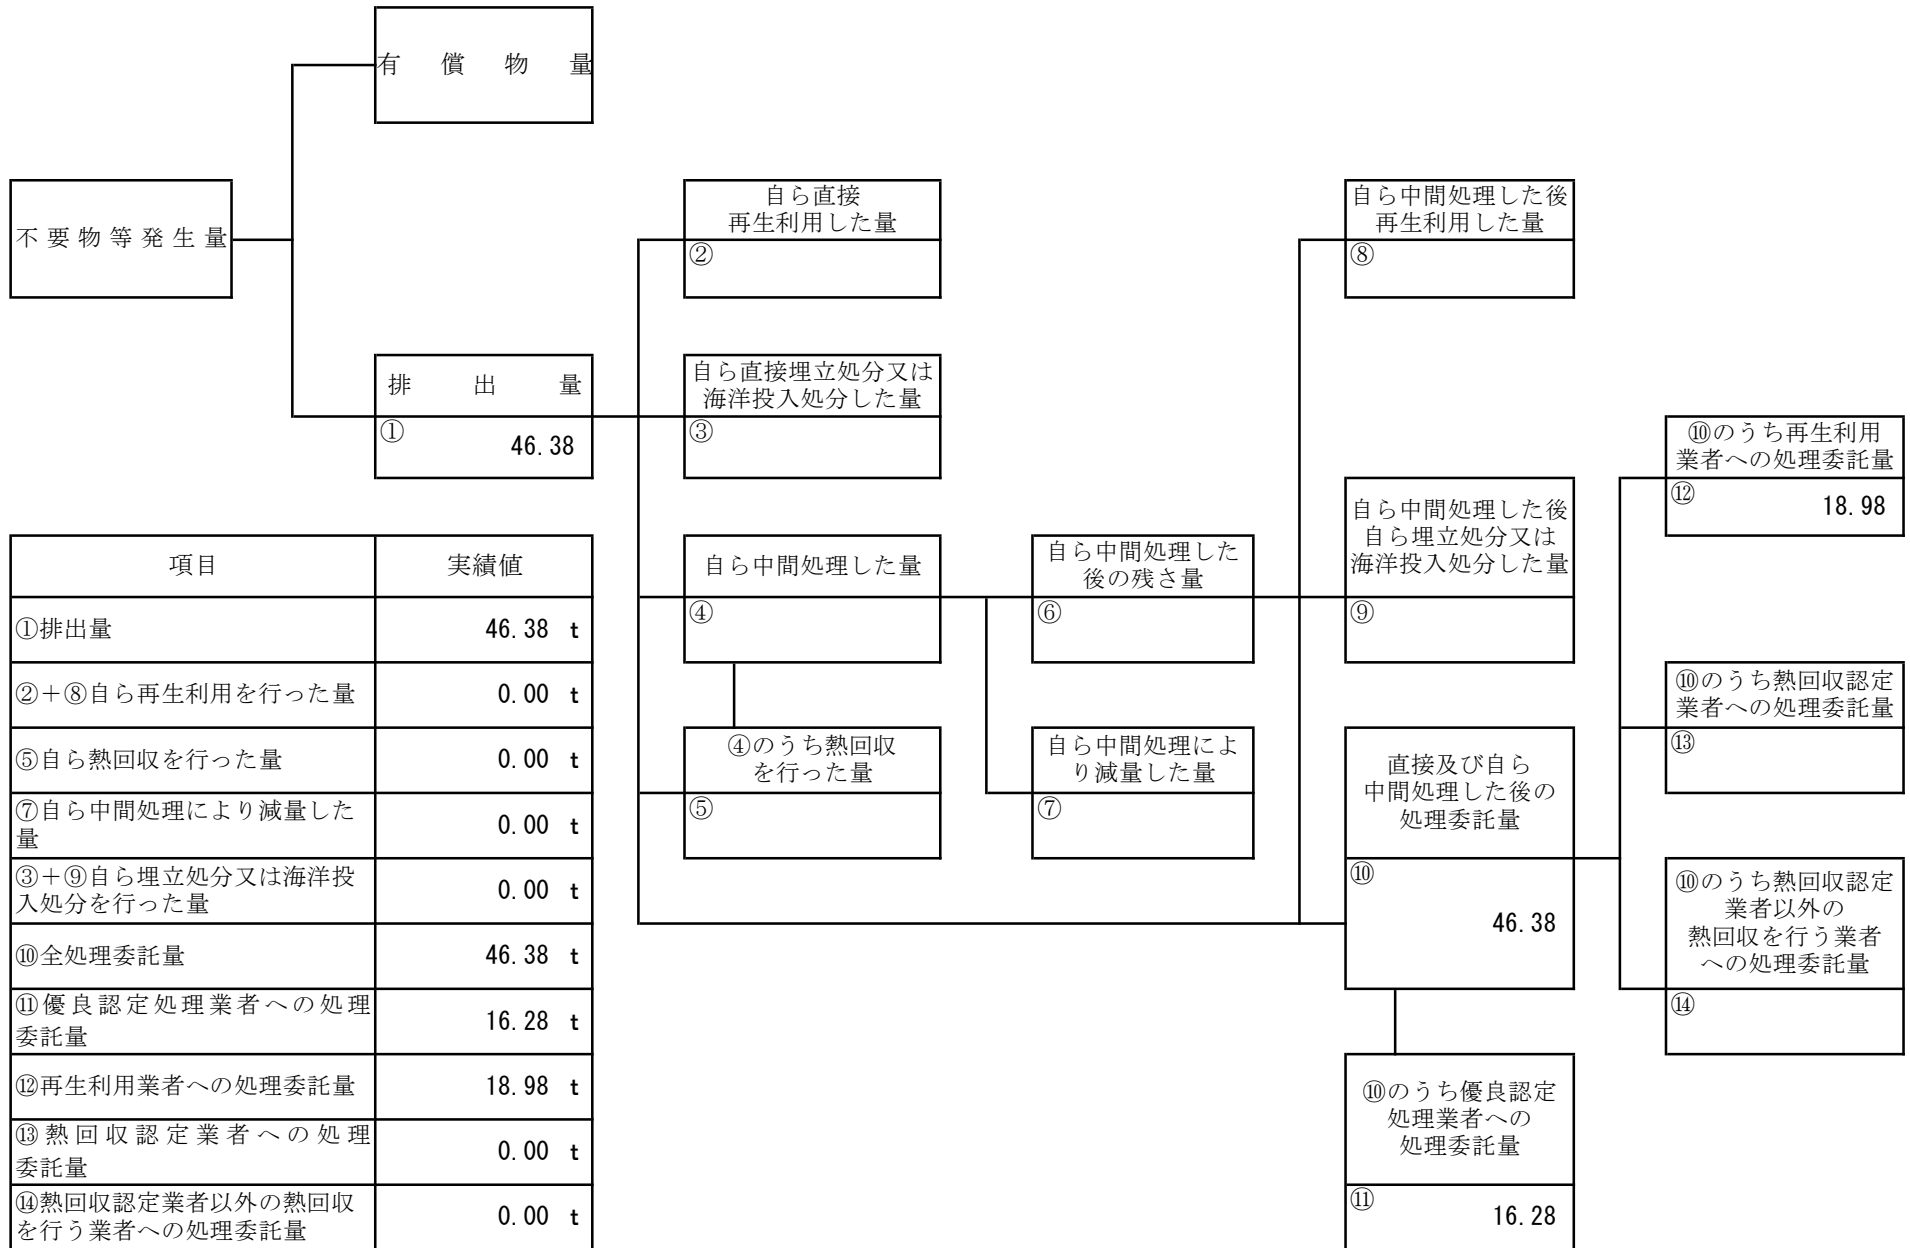 有償物量
不要物等発生量
自ら直接
再生利用した量
②
自ら中間処理した後
再生利用した量
⑧
排出量
①
46.38
自ら直接埋立処分又は
海洋投入処分した量
③
⑩のうち再生利用
業者への処理委託量
⑫
18.98
自ら中間処理した量
④
自ら中間処理した
後の残さ量
⑥
自ら中間処理した後
自ら埋立処分又は
海洋投入処分した量
⑨
⑩のうち熱回収認定
業者への処理委託量
⑬
④のうち熱回収
を行った量
⑤
自ら中間処理によ
り減量した量
⑦
直接及び自ら
中間処理した後の
処理委託量
⑩
46.38
⑩のうち熱回収認定
業者以外の
熱回収を行う業者
への処理委託量
⑭
⑩のうち優良認定
処理業者への
処理委託量
⑪
16.28
項目 実績値
①排出量 46.38 t
②＋⑧自ら再生利用を行った量 0.00 t
⑤自ら熱回収を行った量 0.00 t
⑦自ら中間処理により減量した
量 0.00 t
③＋⑨自ら埋立処分又は海洋投
入処分を行った量 0.00 t
⑩全処理委託量 46.38 t
⑪優良認定処理業者への処理
委託量 16.28 t
⑫再生利用業者への処理委託量 18.98 t
⑬熱回収認定業者への処理
委託量 0.00 t
⑭熱回収認定業者以外の熱回収
を行う業者への処理委託量 0.00 t